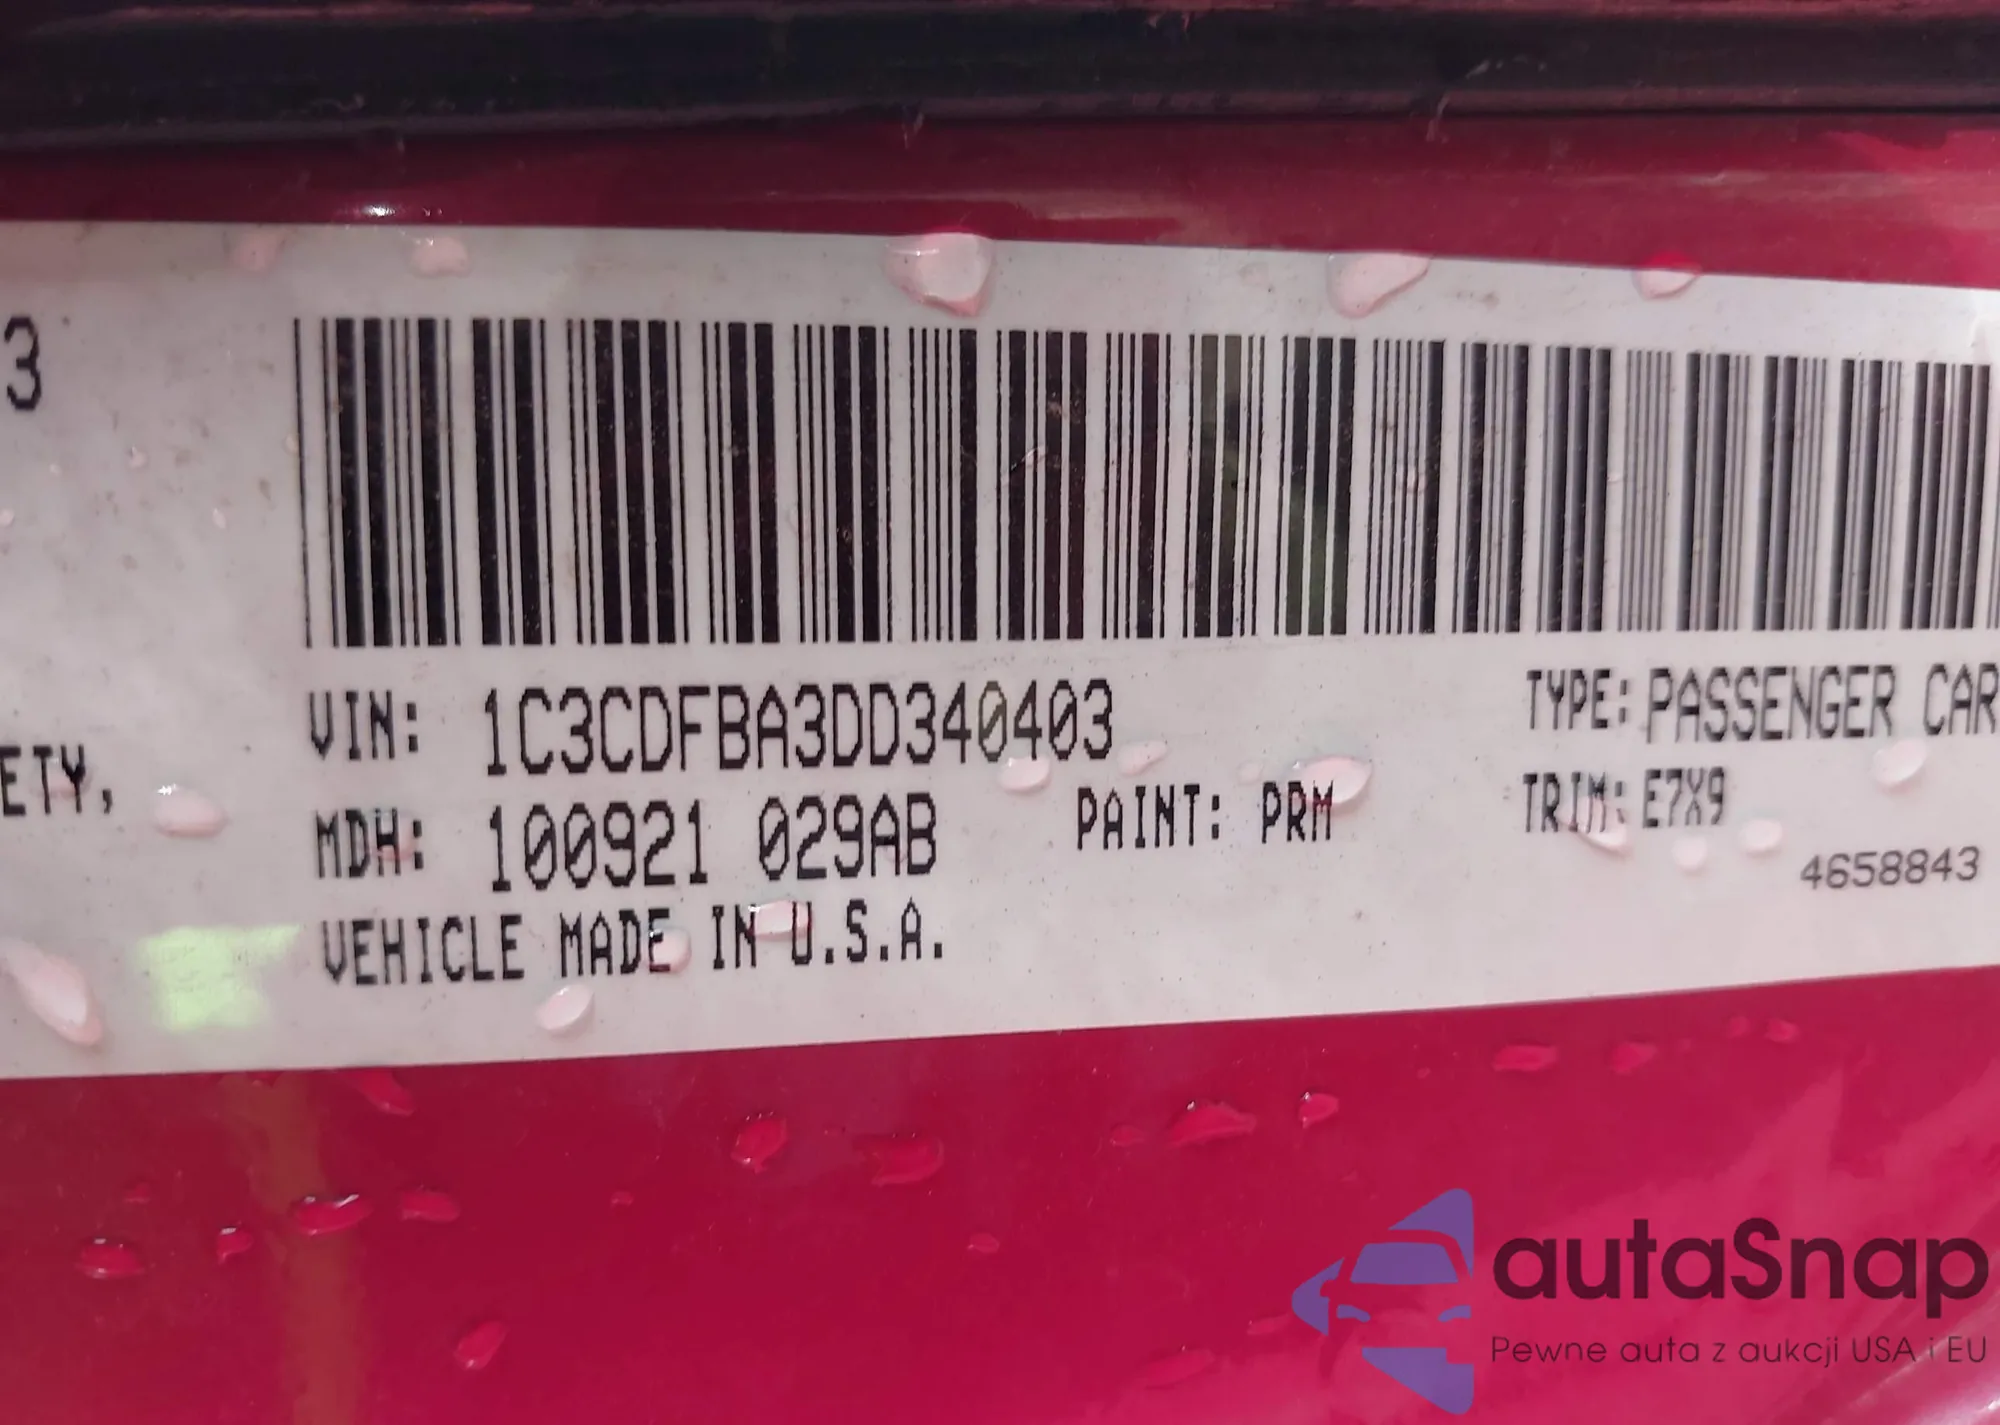 3
VIN: 1C3CDFBA3DD340403
TYPE: PASSENGER CAR
ETY,
MDH: 100921 029AB
PAINT: PRM
TRIM: E7X9
4658843
VEHICLE MADE IN U.S.A.
autaSnap
Pewne auta z aukcji USA i EU